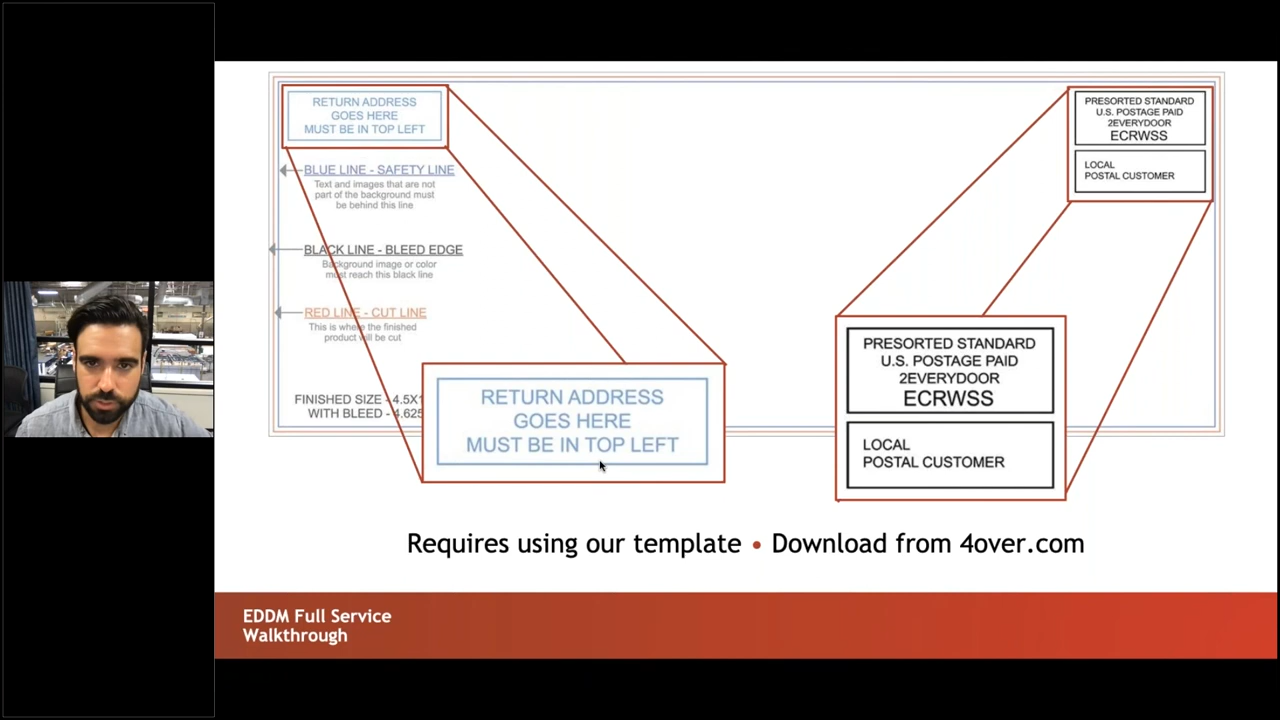 RETURN ADDRESS
GOES HERE
MUST BE IN TOP LEFT
BLUE LINE - SAFETY LINE
Text and images that are not
part of the background must
be behind this line
BLACK LINE - BLEED EDGE
Background image or color
must reach this black line
RED LINE - CUT LINE
This is where the finished
product will be cut
FINISHED SIZE - 4.5X1
WITH BLEED - 4.625
PRESORTED STANDARD
U.S. POSTAGE PAID
2EVERYDOOR
ECRWSS
LOCAL
POSTAL CUSTOMER
RETURN ADDRESS
GOES HERE
MUST BE IN TOP LEFT
PRESORTED STANDARD
U.S. POSTAGE PAID
2EVERYDOOR
ECRWSS
LOCAL
POSTAL CUSTOMER
Requires using our template • Download from 4over.com
EDDM Full Service
Walkthrough